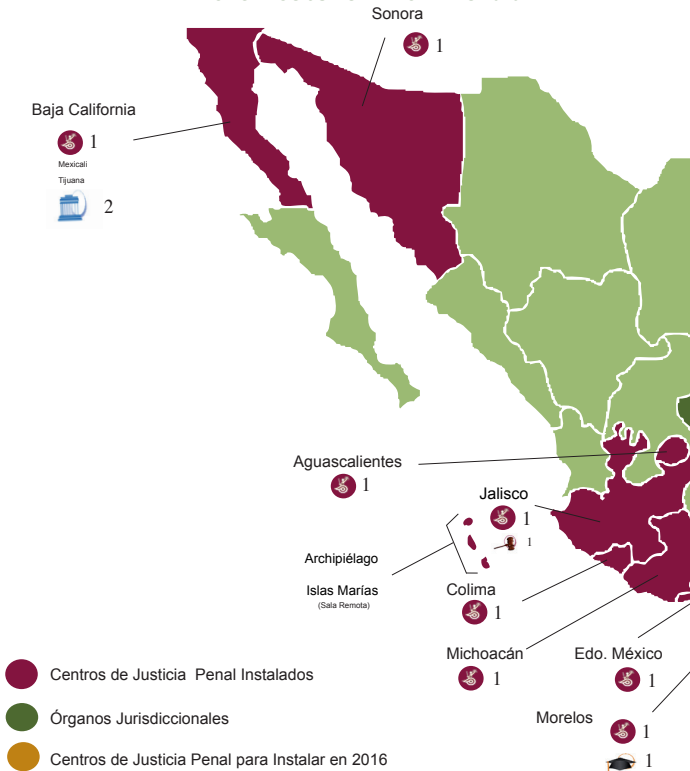 Sonora
1
Baja California
1
Mexicali
Tijuana
2
Aguascalientes
1
Jalisco
1
1
Archipiélago
Islas Marías
(Sala Remota)
Colima
1
Michoacán
1
Edo. México
1
Morelos
1
1
Centros de Justicia Penal Instalados
Órganos Jurisdiccionales
Centros de Justicia Penal para Instalar en 2016